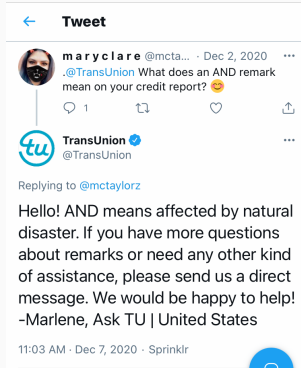 Tweet
maryclare @mcta... · Dec 2, 2020
.@TransUnion What does an AND remark
mean on your credit report? 😊
1
tu
TransUnion
@TransUnion
Replying to @mctaylorz
Hello! AND means affected by natural
disaster. If you have more questions
about remarks or need any other kind
of assistance, please send us a direct
message. We would be happy to help!
-Marlene, Ask TU | United States
11:03 AM · Dec 7, 2020 · Sprinklr